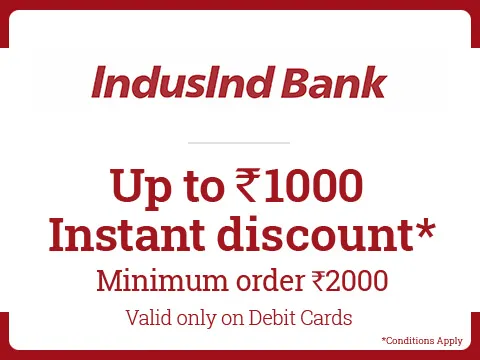 IndusInd Bank
Up to ₹1000
Instant discount*
Minimum order ₹2000
Valid only on Debit Cards
*Conditions Apply